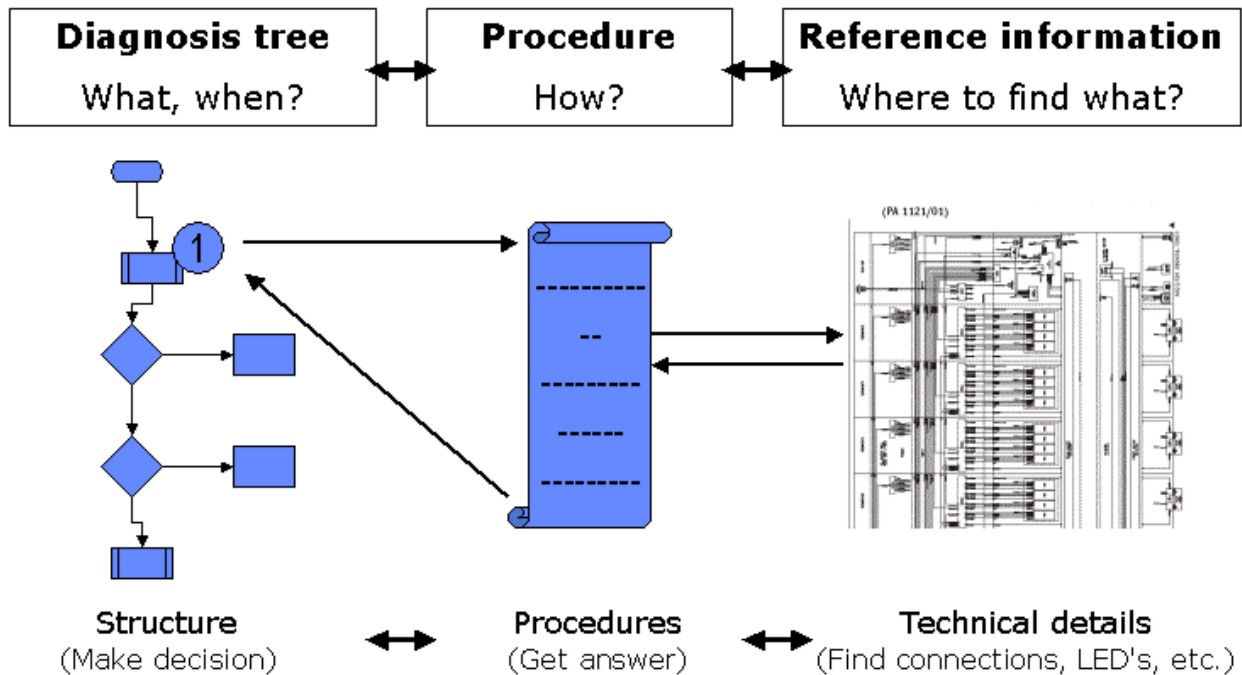 Diagnosis tree
What, when?
Procedure
How?
Reference information
Where to find what?
(PA 1121/01)
1
Structure
(Make decision)
Procedures
(Get answer)
Technical details
(Find connections, LED's, etc.)